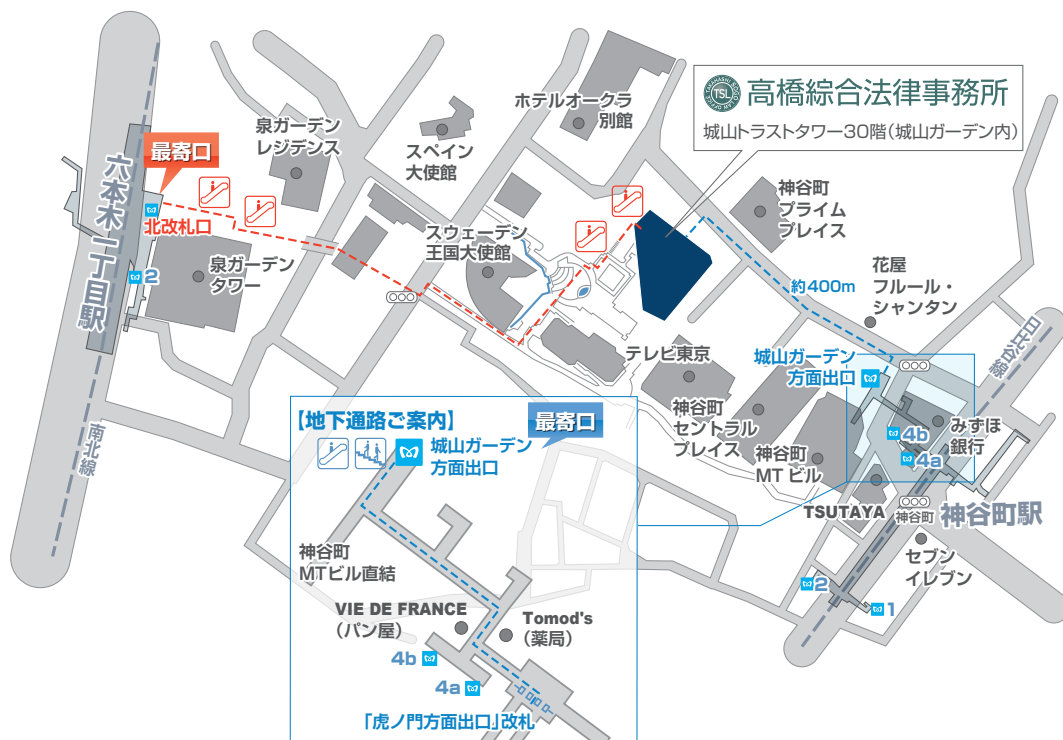 TAKAHASHI SOGO LAW OFFICE
TSL
高橋綜合法律事務所
城山トラストタワー30階(城山ガーデン内)
ホテルオークラ
別館
泉ガーデン
レジデンス
スペイン
大使館
最寄口
六本木一丁目駅
北改札口
2
泉ガーデン
タワー
スウェーデン
王国大使館
神谷町
プライム
プレイス
約400m
花屋
フルール・
シャンタン
日比谷線
テレビ東京
城山ガーデン
方面出口
神谷町
セントラル
プレイス
神谷町
MTビル
4b
4a
みずほ
銀行
TSUTAYA
神谷町
神谷町駅
セブン
イレブン
2
1
南北線
【地下通路ご案内】
最寄口
城山ガーデン
方面出口
神谷町
MTビル直結
VIE DE FRANCE
(パン屋)
Tomod's
(薬局)
4b
4a
「虎ノ門方面出口」改札